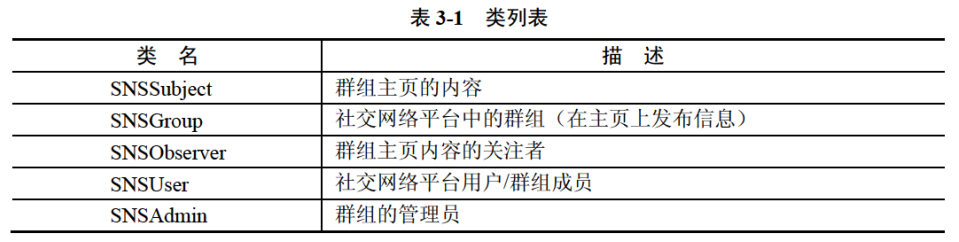 表 3-1 类列表
类 名 描 述
SNSSubject 群组主页的内容
SNSGroup 社交网络平台中的群组（在主页上发布信息）
SNSObserver 群组主页内容的关注者
SNSUser 社交网络平台用户/群组成员
SNSAdmin 群组的管理员